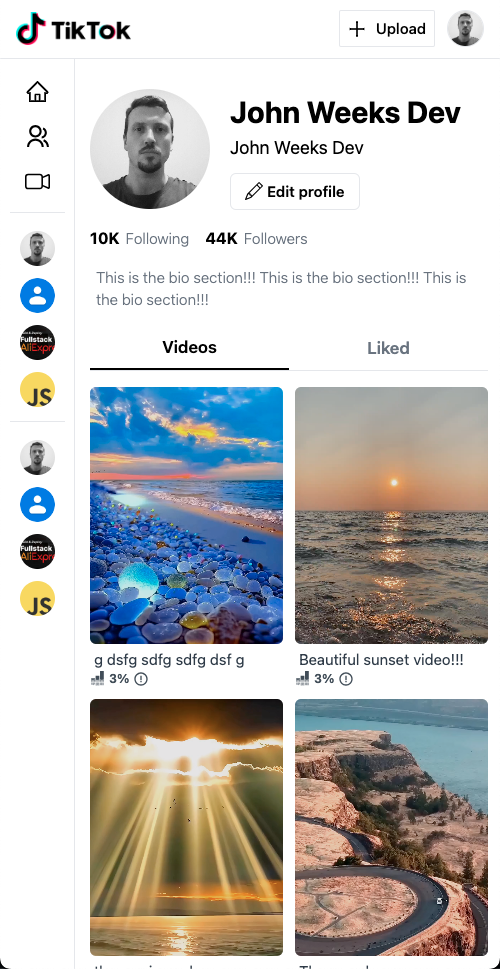 TikTok
Upload
John Weeks Dev
John Weeks Dev
Edit profile
10K Following 44K Followers
This is the bio section!!! This is the bio section!!! This is
the bio section!!!
Videos Liked
Fullstack
AliExpr
JS
Fullstack
AliExpr
JS
g dsfg sdfg sdfg dsf g
3%
Beautiful sunset video!!!
3%